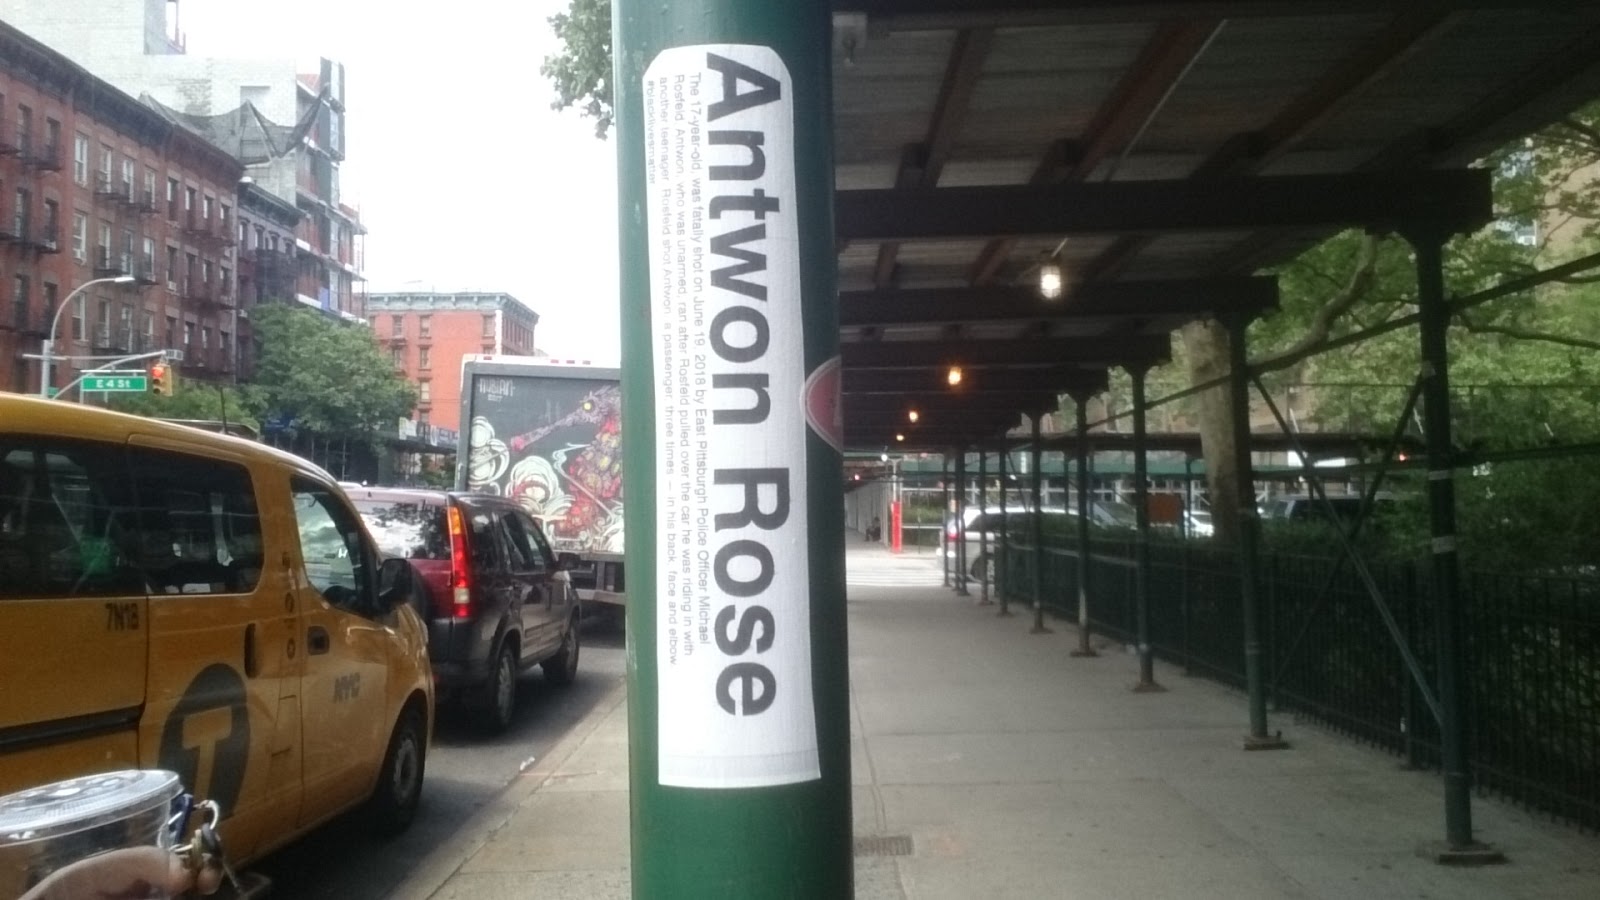 Antwon Rose
The 17-year-old, was fatally shot on June 19, 2018 by East Pittsburgh Police Officer Michael
Rosfeld. Antwon, who was unarmed, ran after Rosfeld pulled over the car he was riding in with
another teenager. Rosfeld shot Antwon, a passenger, three times — in his back, face and elbow.
#blacklivesmatter
E 4 St
7N18
NYC
T